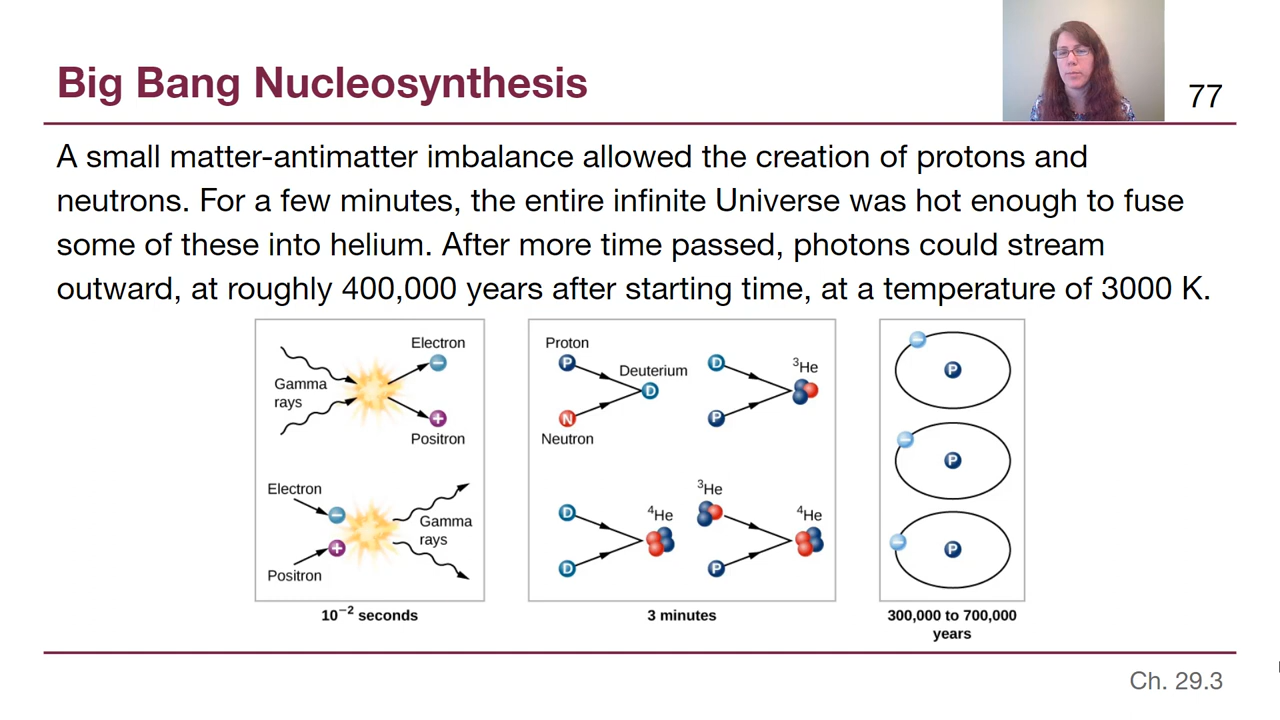 Big Bang Nucleosynthesis
77
A small matter-antimatter imbalance allowed the creation of protons and
neutrons. For a few minutes, the entire infinite Universe was hot enough to fuse
some of these into helium. After more time passed, photons could stream
outward, at roughly 400,000 years after starting time, at a temperature of 3000 K.
Electron
Gamma
rays
Positron
Electron
Gamma
rays
Positron
10⁻² seconds
Proton
P
Deuterium
D
N
Neutron
D
³He
P
D
⁴He
D
³He
⁴He
P
3 minutes
P
P
P
300,000 to 700,000
years
Ch. 29.3